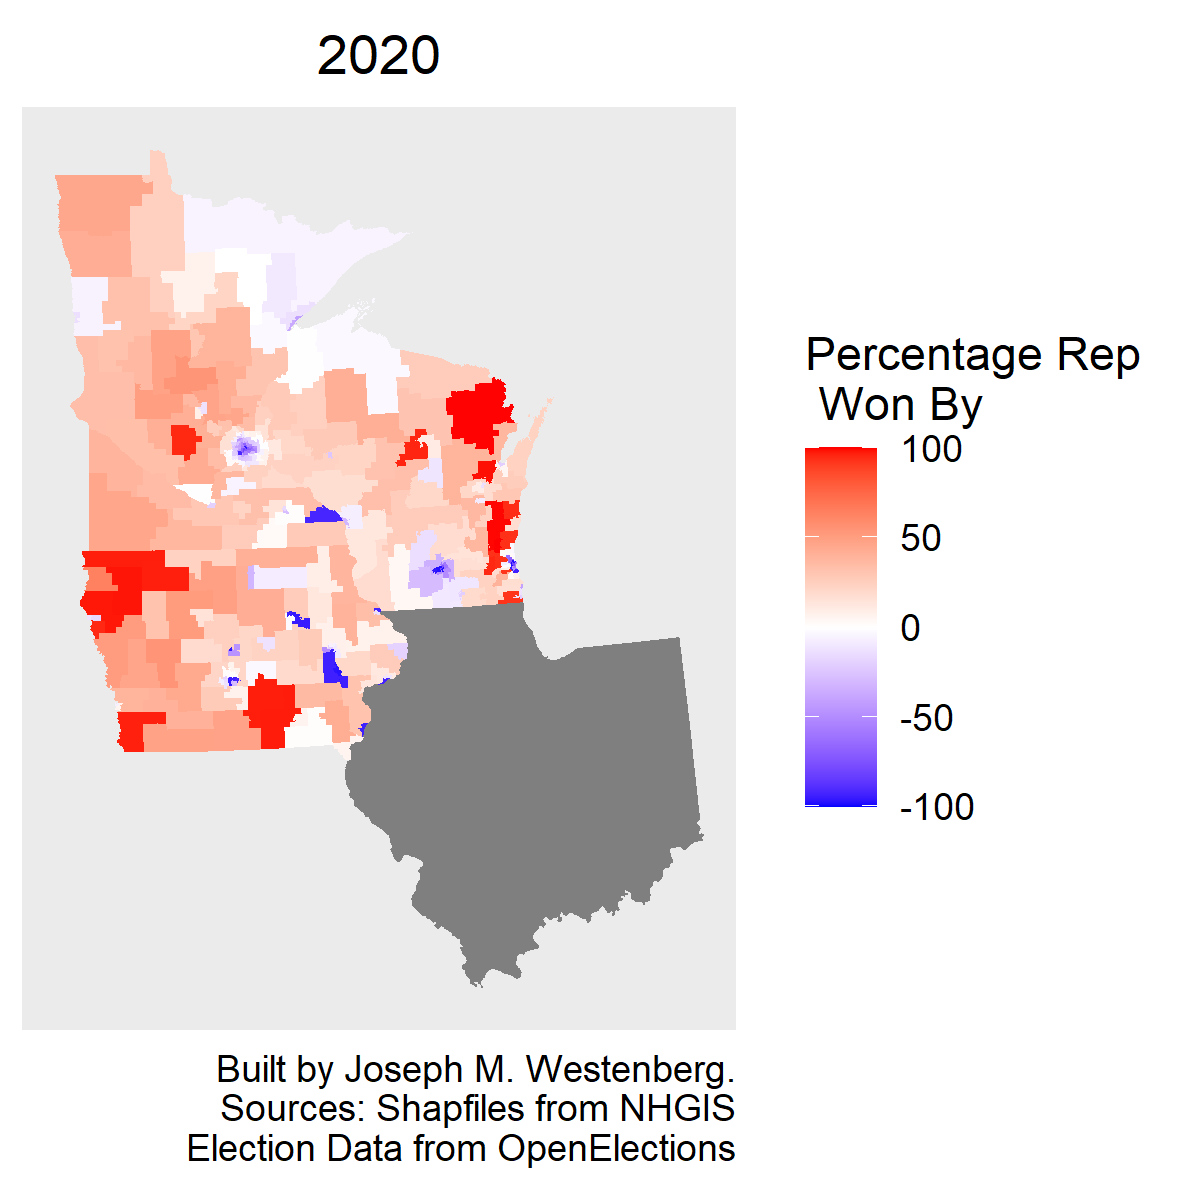 2020
Percentage Rep
Won By
100
50
0
-50
-100
Built by Joseph M. Westenberg.
Sources: Shapfiles from NHGIS
Election Data from OpenElections